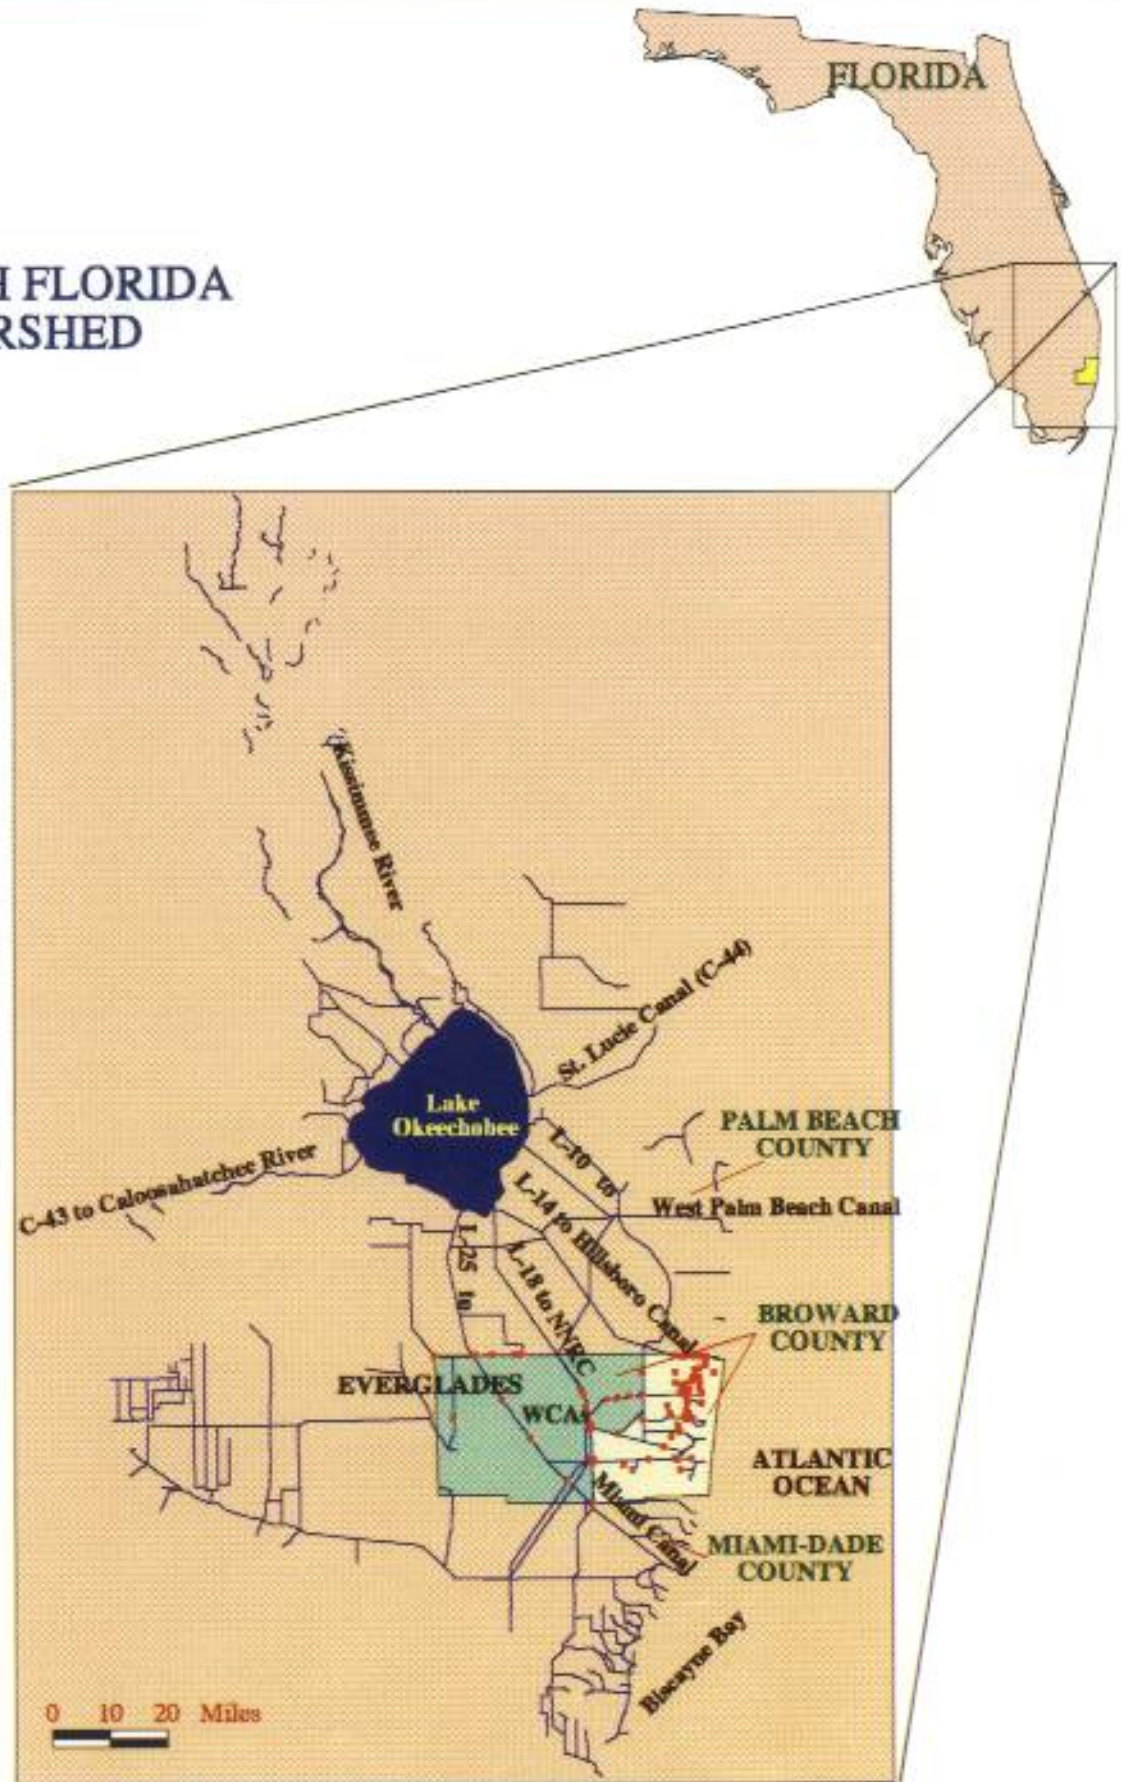 FLORIDA
H FLORIDA
RSHED
Kissimmee River
St. Lucie Canal (C-44)
Lake
Okeechobee
PALM BEACH
COUNTY
L-10 to
West Palm Beach Canal
C-43 to Caloosahatchee River
L-14 to Hillsboro Canal
L-25 to
L-18 to NNRC
BROWARD
COUNTY
EVERGLADES
WCAs
ATLANTIC
OCEAN
Miami Canal
MIAMI-DADE
COUNTY
Biscayne Bay
0 10 20 Miles